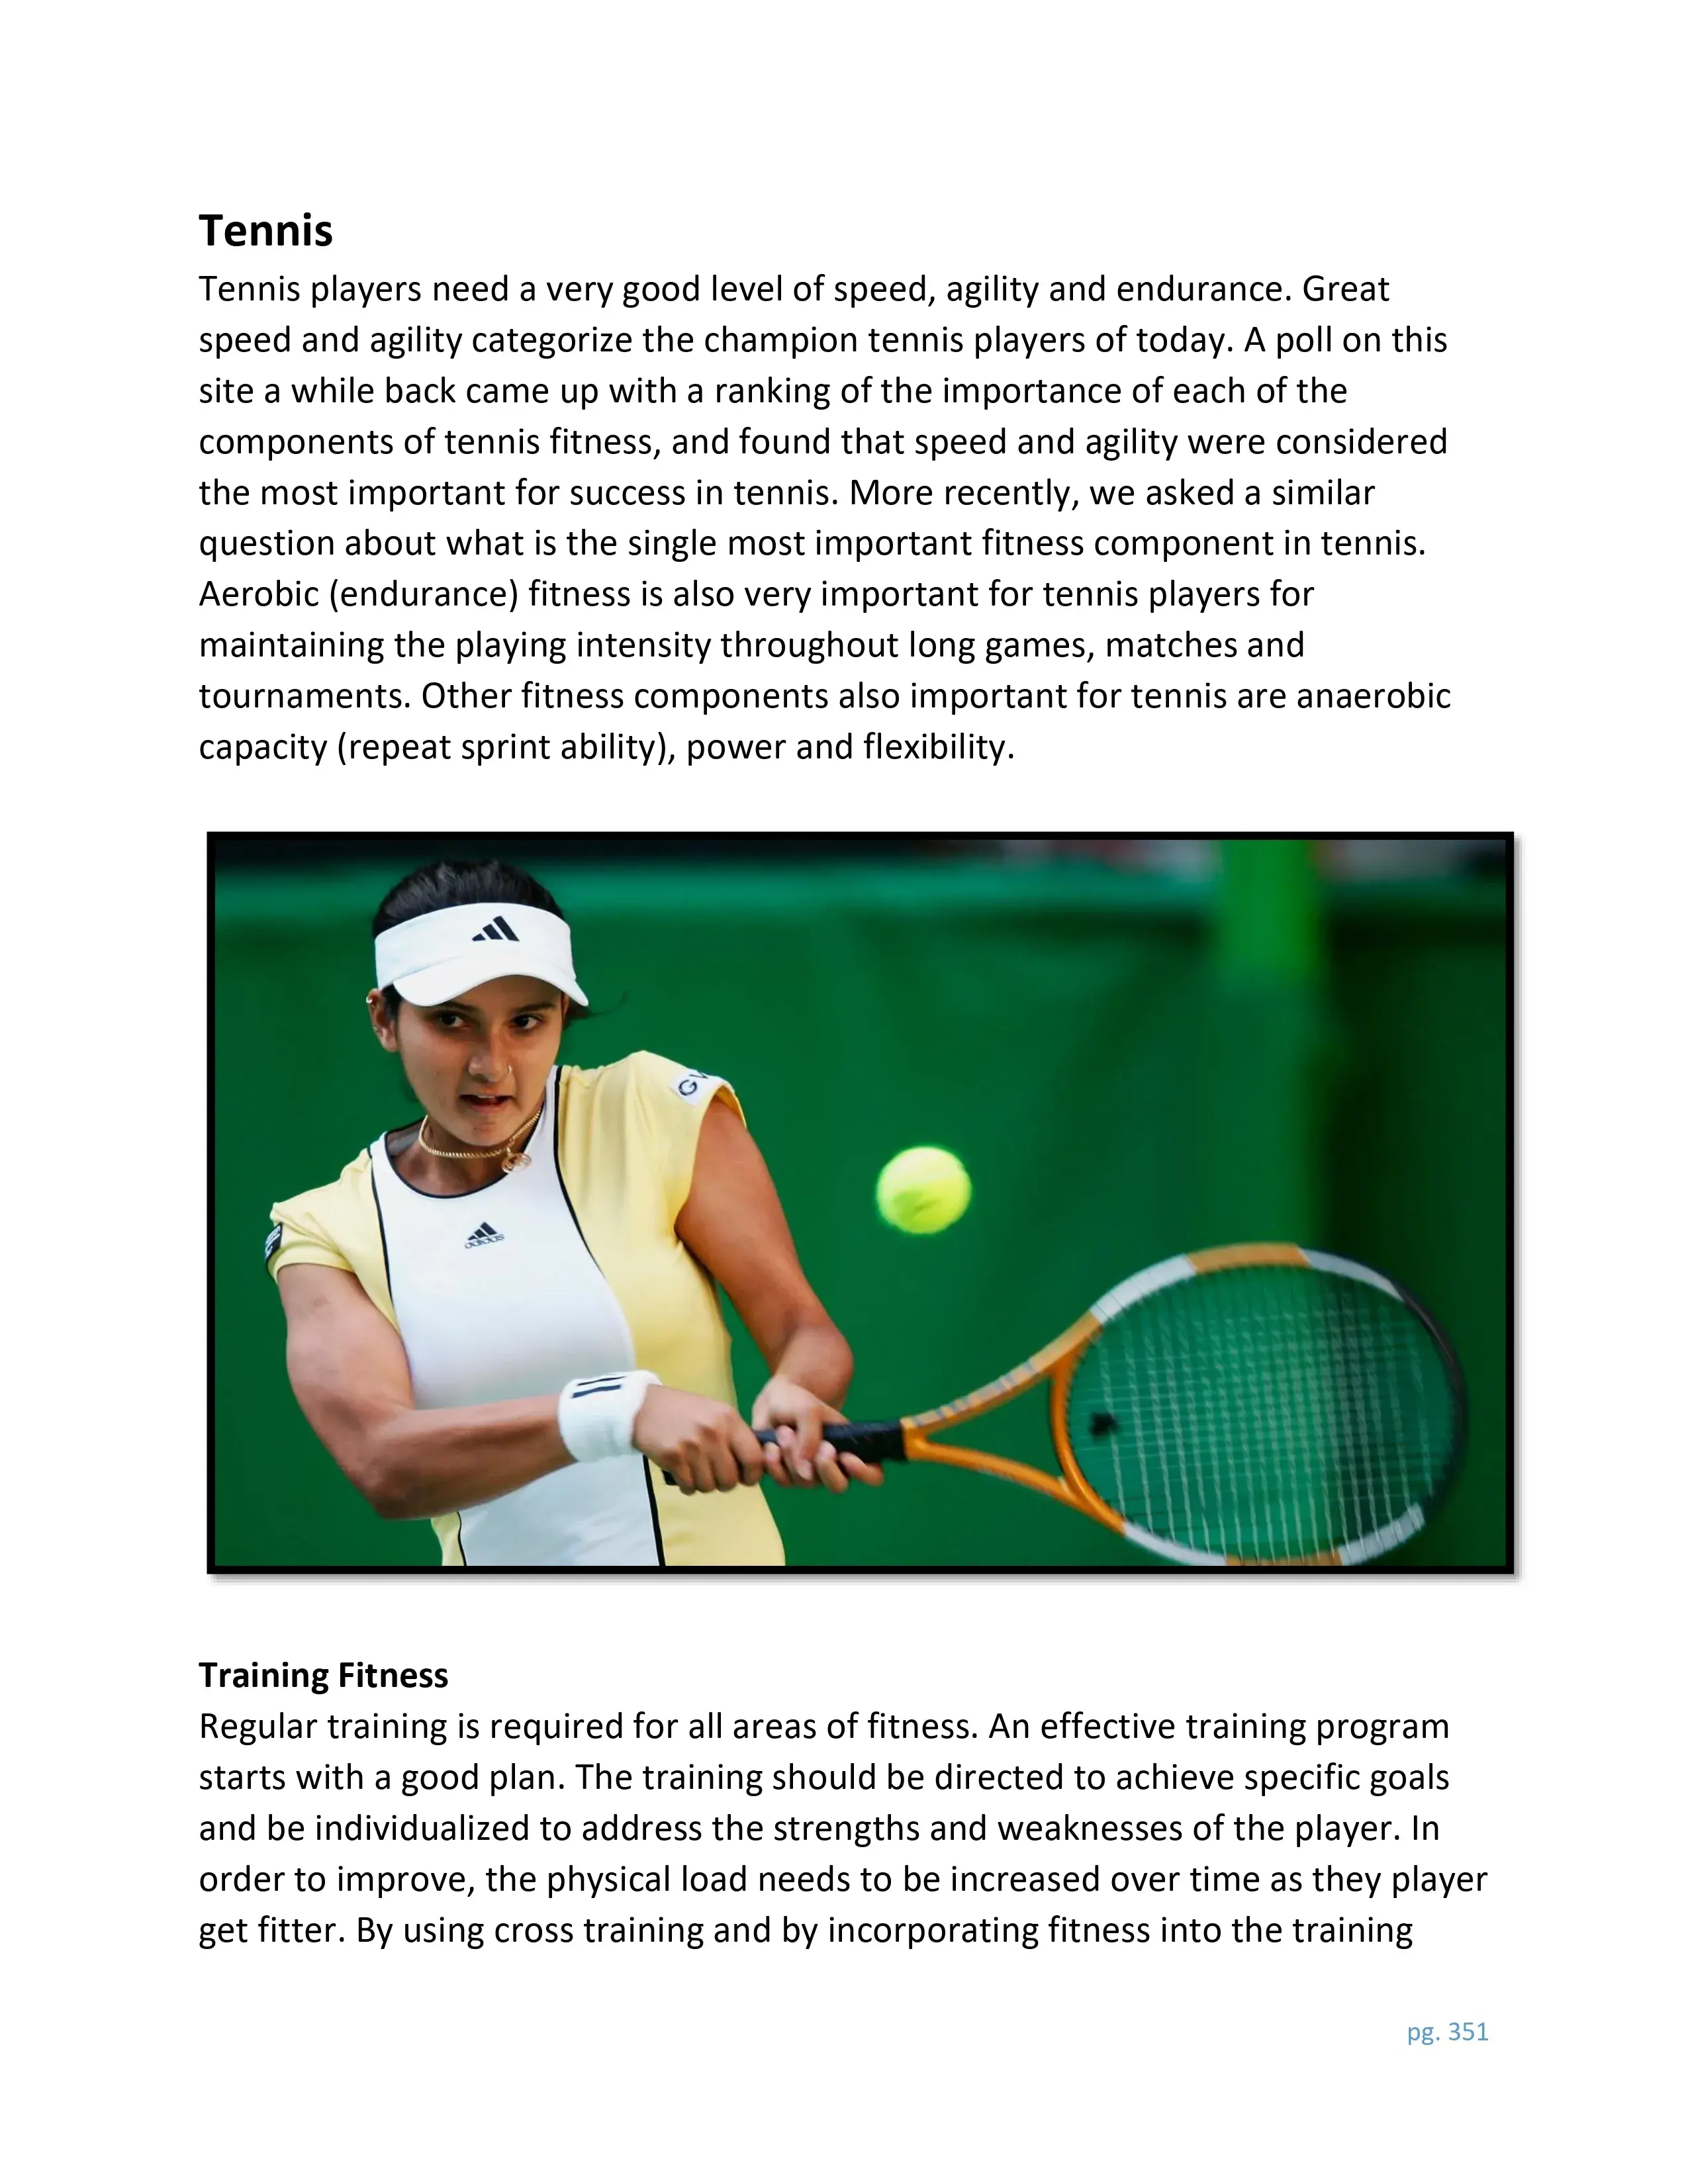 Tennis
Tennis players need a very good level of speed, agility and endurance. Great
speed and agility categorize the champion tennis players of today. A poll on this
site a while back came up with a ranking of the importance of each of the
components of tennis fitness, and found that speed and agility were considered
the most important for success in tennis. More recently, we asked a similar
question about what is the single most important fitness component in tennis.
Aerobic (endurance) fitness is also very important for tennis players for
maintaining the playing intensity throughout long games, matches and
tournaments. Other fitness components also important for tennis are anaerobic
capacity (repeat sprint ability), power and flexibility.
adidas
Training Fitness
Regular training is required for all areas of fitness. An effective training program
starts with a good plan. The training should be directed to achieve specific goals
and be individualized to address the strengths and weaknesses of the player. In
order to improve, the physical load needs to be increased over time as they player
get fitter. By using cross training and by incorporating fitness into the training
pg. 351